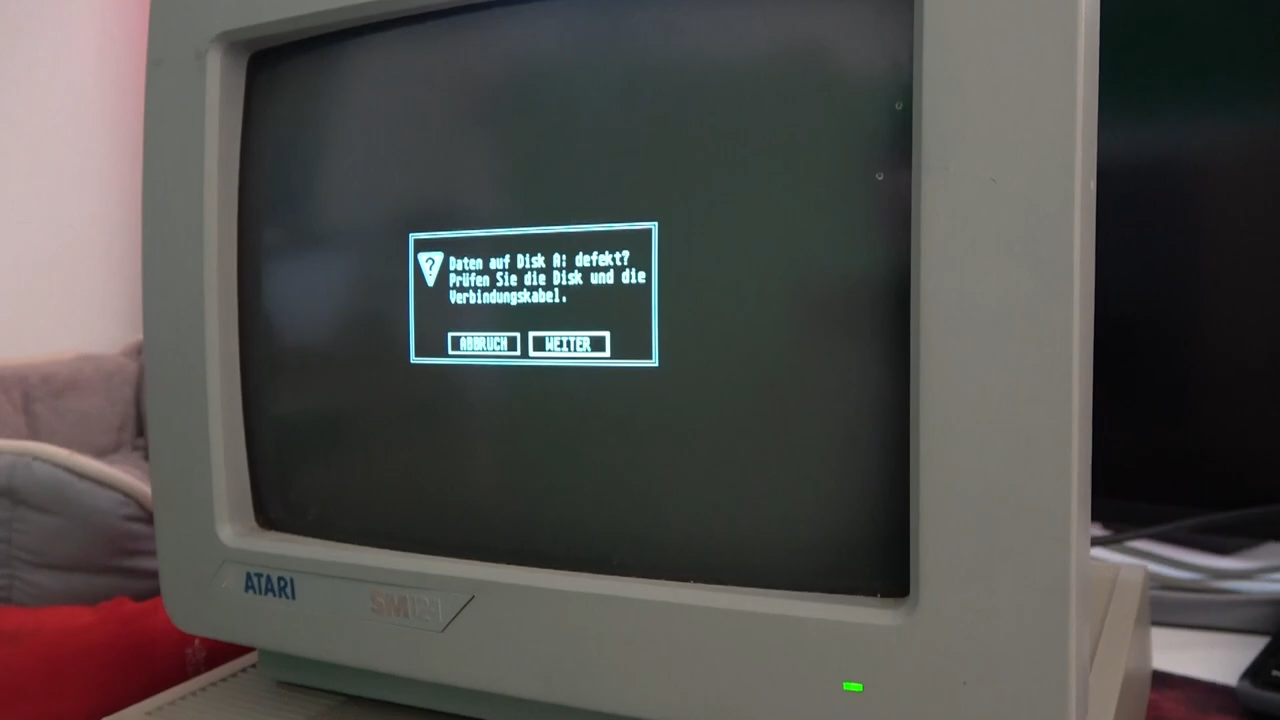 ?
Daten auf Disk A: defekt?
Prüfen Sie die Disk und die
Verbindungskabel.
ABBRUCH WEITER
ATARI SM124